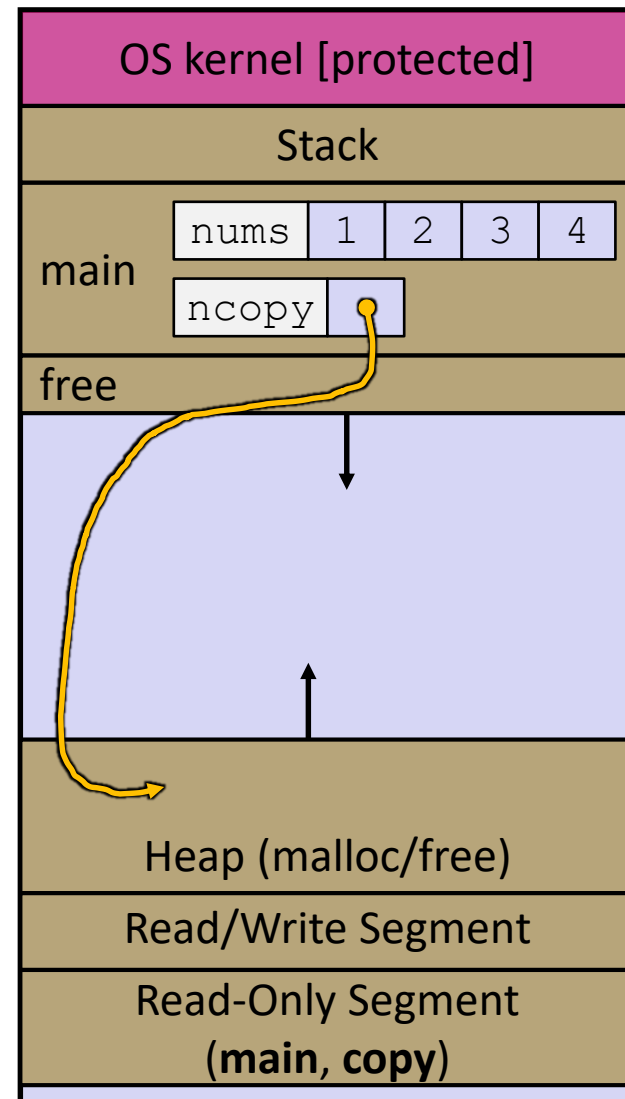 OS kernel [protected]
Stack
main
nums 1 2 3 4
ncopy
free
Heap (malloc/free)
Read/Write Segment
Read-Only Segment
(main, copy)